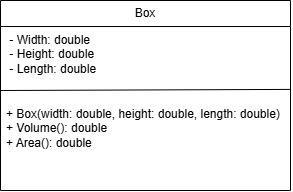 Box
- Width: double
- Height: double
- Length: double
+ Box(width: double, height: double, length: double)
+ Volume(): double
+ Area(): double